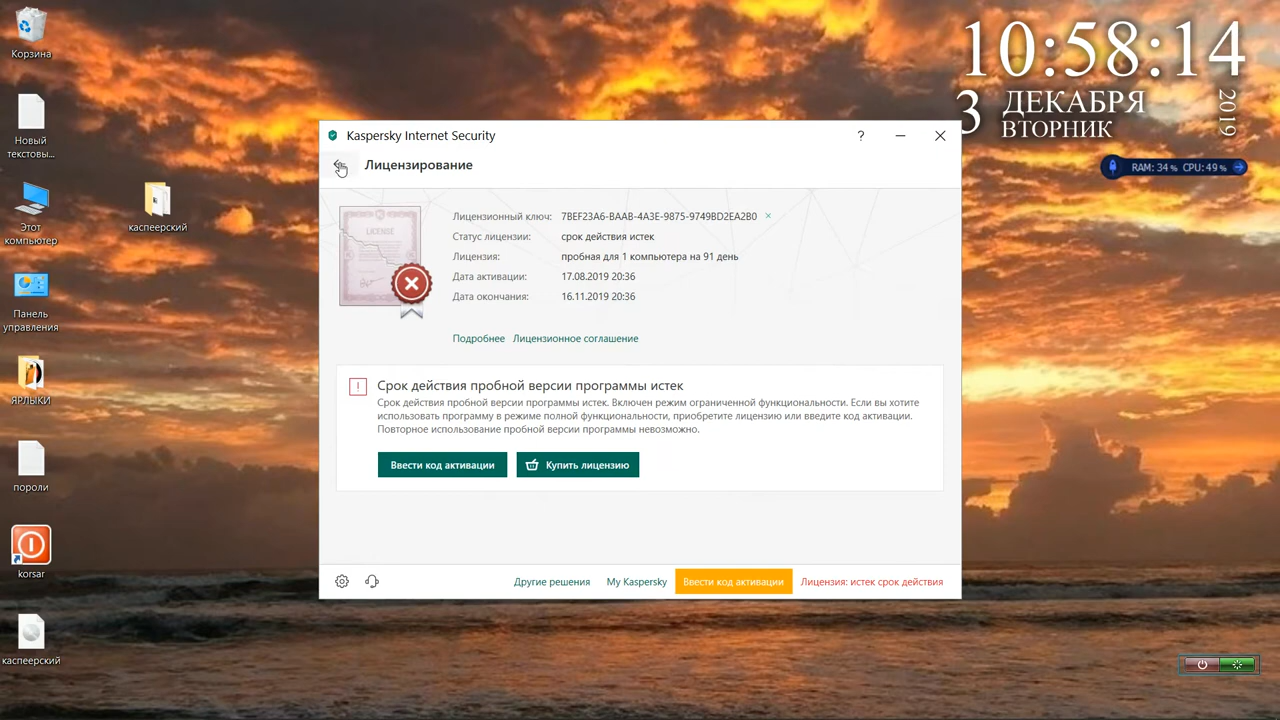 Корзина
Новый
текстовы...
Этот
компьютер
Панель
управления
ЯРЛЫКИ
пороли
korsar
каспеерский
каспеерский
10:58:14
3 ДЕКАБРЯ
ВТОРНИК
2019
RAM: 34 % CPU: 49 %
Kaspersky Internet Security
?
Лицензирование
LICENSE
Лицензионный ключ: 7BEF23A6-BAAB-4A3E-9875-9749BD2EA2B0
Статус лицензии: срок действия истек
Лицензия: пробная для 1 компьютера на 91 день
Дата активации: 17.08.2019 20:36
Дата окончания: 16.11.2019 20:36
Подробнее Лицензионное соглашение
Срок действия пробной версии программы истек
Срок действия пробной версии программы истек. Включен режим ограниченной функциональности. Если вы хотите
использовать программу в режиме полной функциональности, приобретите лицензию или введите код активации.
Повторное использование пробной версии программы невозможно.
Ввести код активации Купить лицензию
Другие решения My Kaspersky Ввести код активации Лицензия: истек срок действия